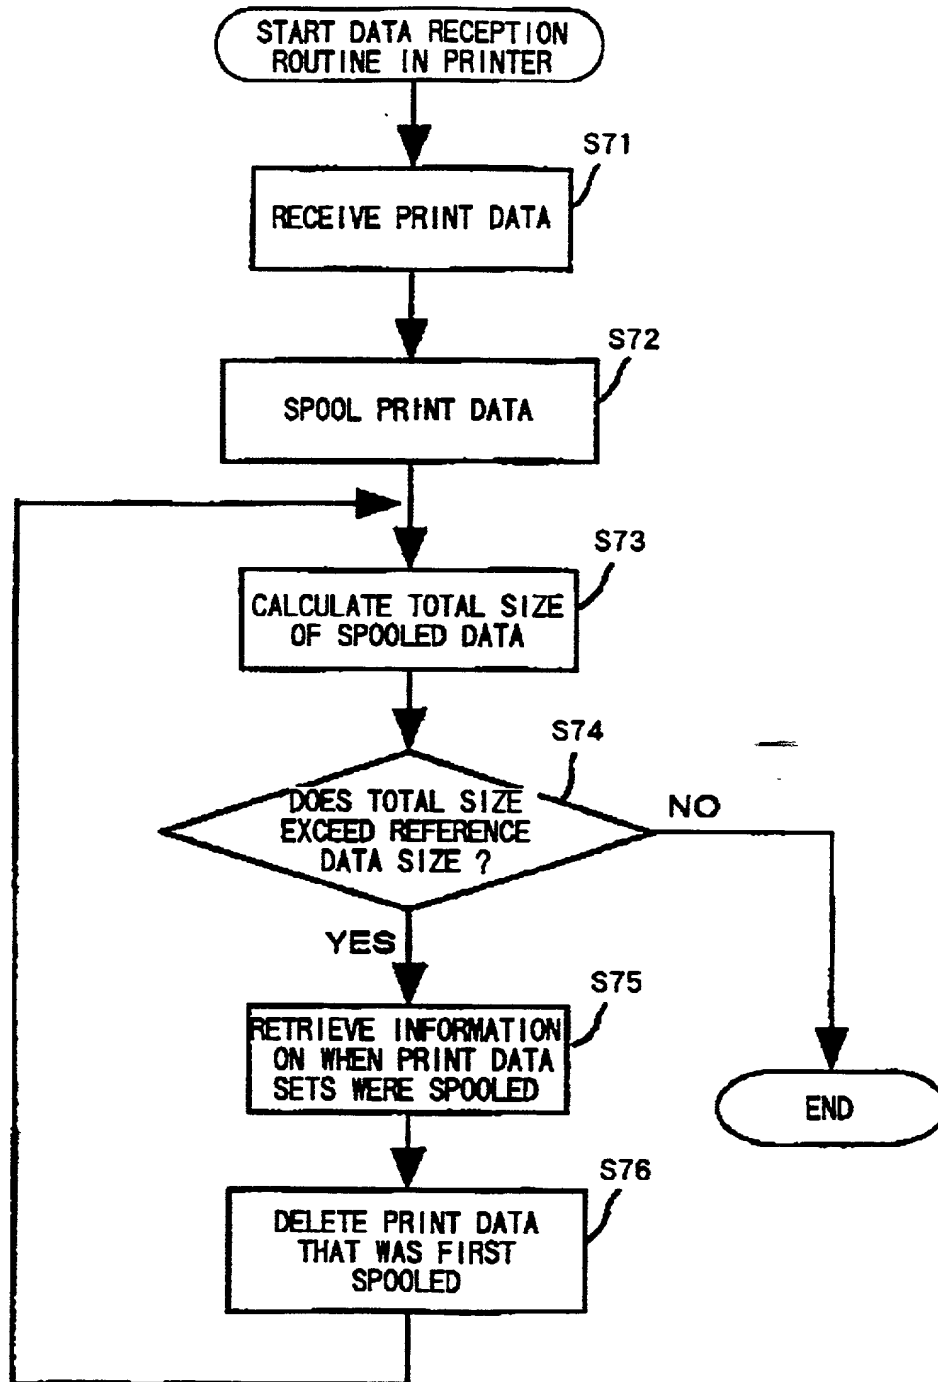 START DATA RECEPTION
ROUTINE IN PRINTER
S71
RECEIVE PRINT DATA
S72
SPOOL PRINT DATA
S73
CALCULATE TOTAL SIZE
OF SPOOLED DATA
S74
DOES TOTAL SIZE
EXCEED REFERENCE
DATA SIZE ?
NO
YES
S75
RETRIEVE INFORMATION
ON WHEN PRINT DATA
SETS WERE SPOOLED
END
S76
DELETE PRINT DATA
THAT WAS FIRST
SPOOLED